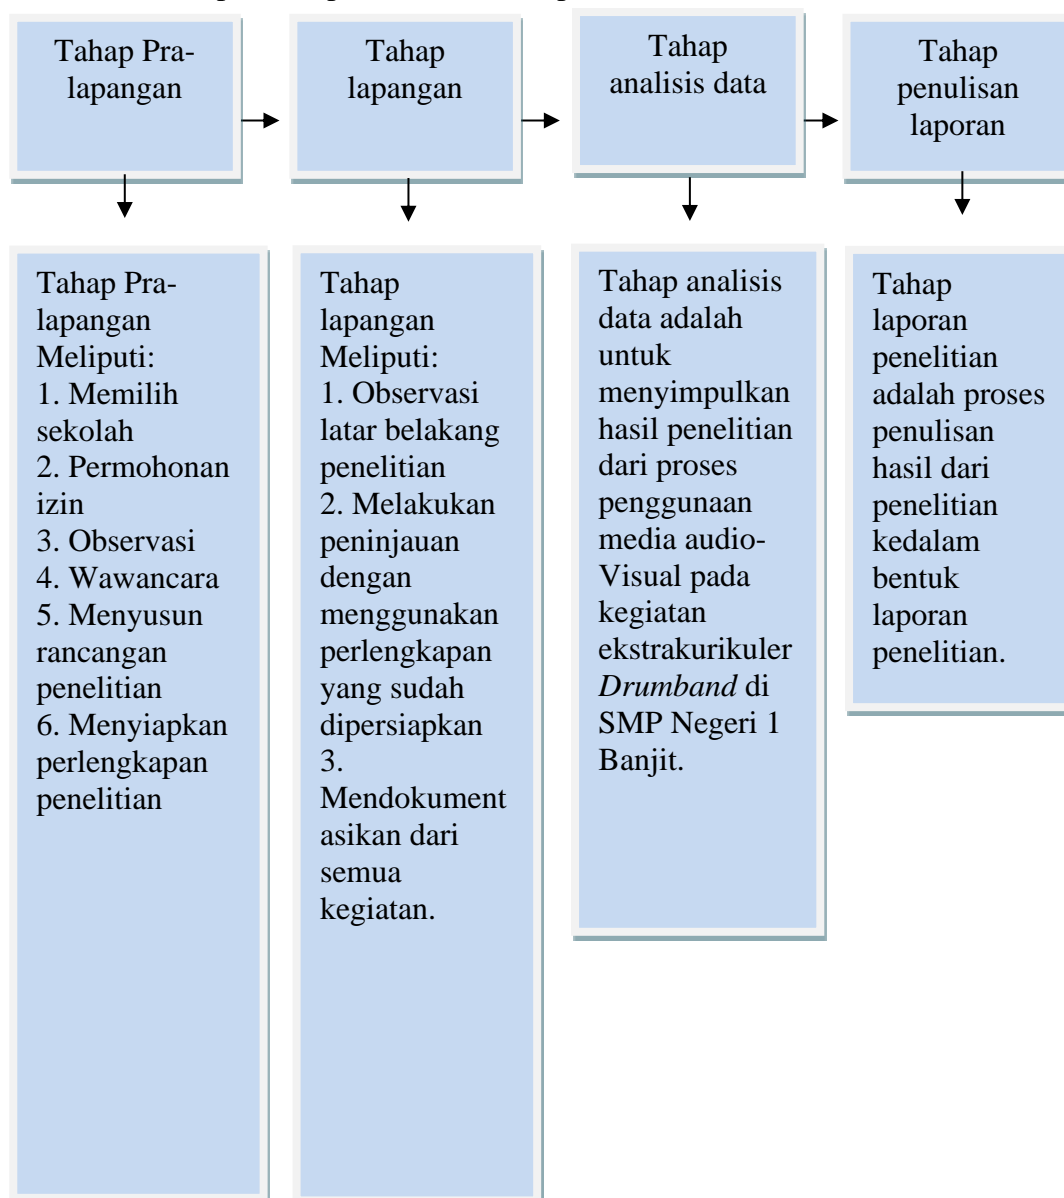 Tahap Pra-
lapangan
Tahap
lapangan
Tahap
analisis data
Tahap
penulisan
laporan
Tahap Pra-
lapangan
Meliputi:
1. Memilih
sekolah
2. Permohonan
izin
3. Observasi
4. Wawancara
5. Menyusun
rancangan
penelitian
6. Menyiapkan
perlengkapan
penelitian
Tahap
lapangan
Meliputi:
1. Observasi
latar belakang
penelitian
2. Melakukan
peninjauan
dengan
menggunakan
perlengkapan
yang sudah
dipersiapkan
3.
Mendokument
asikan dari
semua
kegiatan.
Tahap analisis
data adalah
untuk
menyimpulkan
hasil penelitian
dari proses
penggunaan
media audio-
Visual pada
kegiatan
ekstrakurikuler
Drumband di
SMP Negeri 1
Banjit.
Tahap
laporan
penelitian
adalah proses
penulisan
hasil dari
penelitian
kedalam
bentuk
laporan
penelitian.